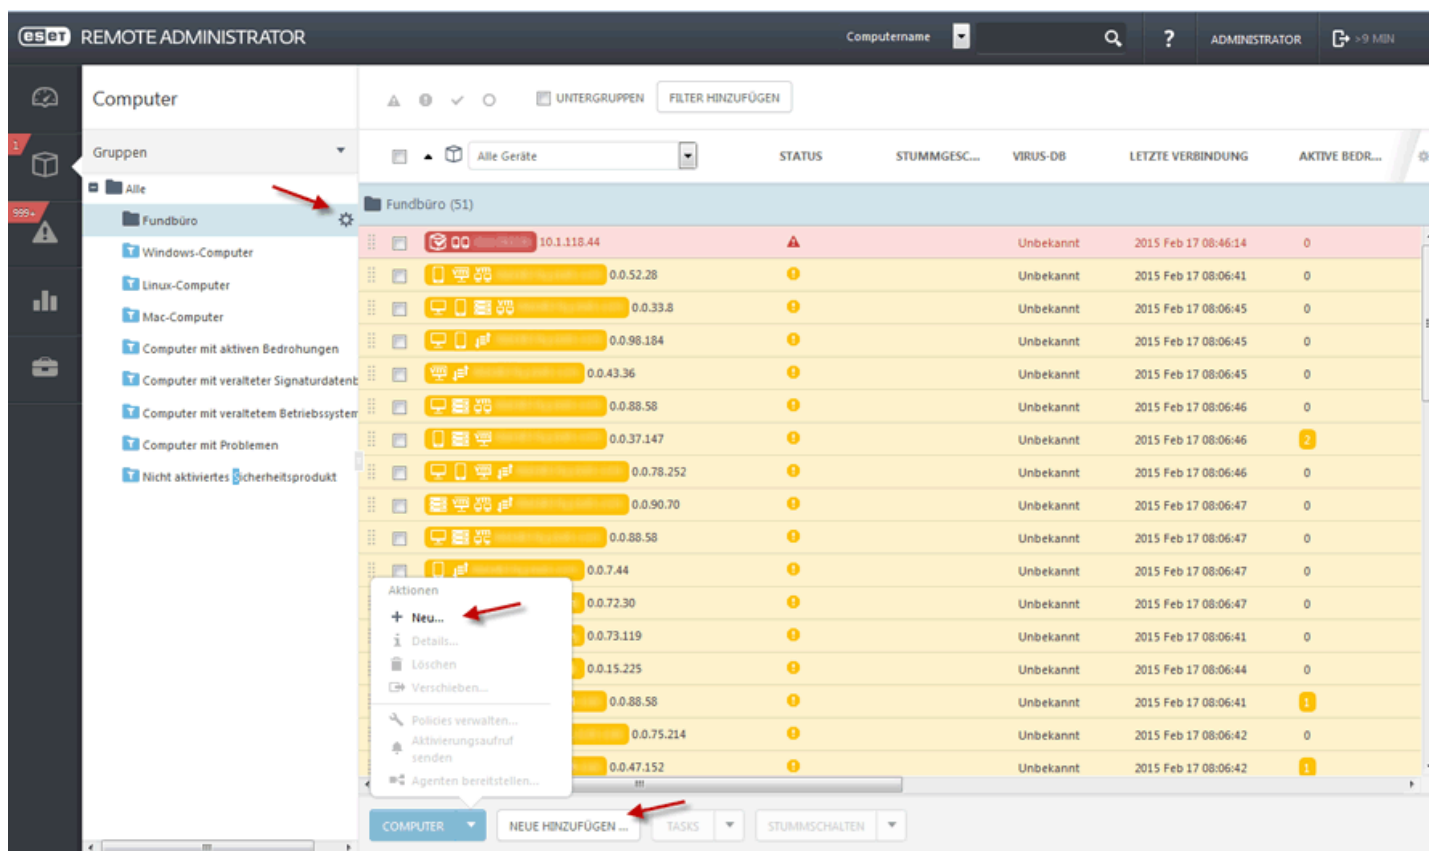 eset REMOTE ADMINISTRATOR
Computername
? ADMINISTRATOR >9 MIN
Computer
UNTERGRUPPEN FILTER HINZUFÜGEN
1
999+
Gruppen
Alle
Fundbüro
Windows-Computer
Linux-Computer
Mac-Computer
Computer mit aktiven Bedrohungen
Computer mit veralteter Signaturdatenb
Computer mit veraltetem Betriebssystem
Computer mit Problemen
Nicht aktiviertes Sicherheitsprodukt
Alle Geräte STATUS STUMMGESC... VIRUS-DB LETZTE VERBINDUNG AKTIVE BEDR...
Fundbüro (51)
10.1.118.44 Unbekannt 2015 Feb 17 08:46:14 0
0.0.52.28 Unbekannt 2015 Feb 17 08:06:41 0
0.0.33.8 Unbekannt 2015 Feb 17 08:06:45 0
0.0.98.184 Unbekannt 2015 Feb 17 08:06:45 0
0.0.43.36 Unbekannt 2015 Feb 17 08:06:45 0
0.0.88.58 Unbekannt 2015 Feb 17 08:06:46 0
0.0.37.147 Unbekannt 2015 Feb 17 08:06:46 2
0.0.78.252 Unbekannt 2015 Feb 17 08:06:46 0
0.0.90.70 Unbekannt 2015 Feb 17 08:06:47 0
0.0.88.58 Unbekannt 2015 Feb 17 08:06:47 0
0.0.7.44 Unbekannt 2015 Feb 17 08:06:47 0
0.0.72.30 Unbekannt 2015 Feb 17 08:06:47 0
0.0.73.119 Unbekannt 2015 Feb 17 08:06:41 0
0.0.15.225 Unbekannt 2015 Feb 17 08:06:44 0
0.0.88.58 Unbekannt 2015 Feb 17 08:06:41 1
0.0.75.214 Unbekannt 2015 Feb 17 08:06:42 0
0.0.47.152 Unbekannt 2015 Feb 17 08:06:42 1
Aktionen
Neu...
Details...
Löschen
Verschieben...
Policies verwalten...
Aktivierungsaufruf
senden
Agenten bereitstellen...
COMPUTER NEUE HINZUFÜGEN ... TASKS STUMMSCHALTEN